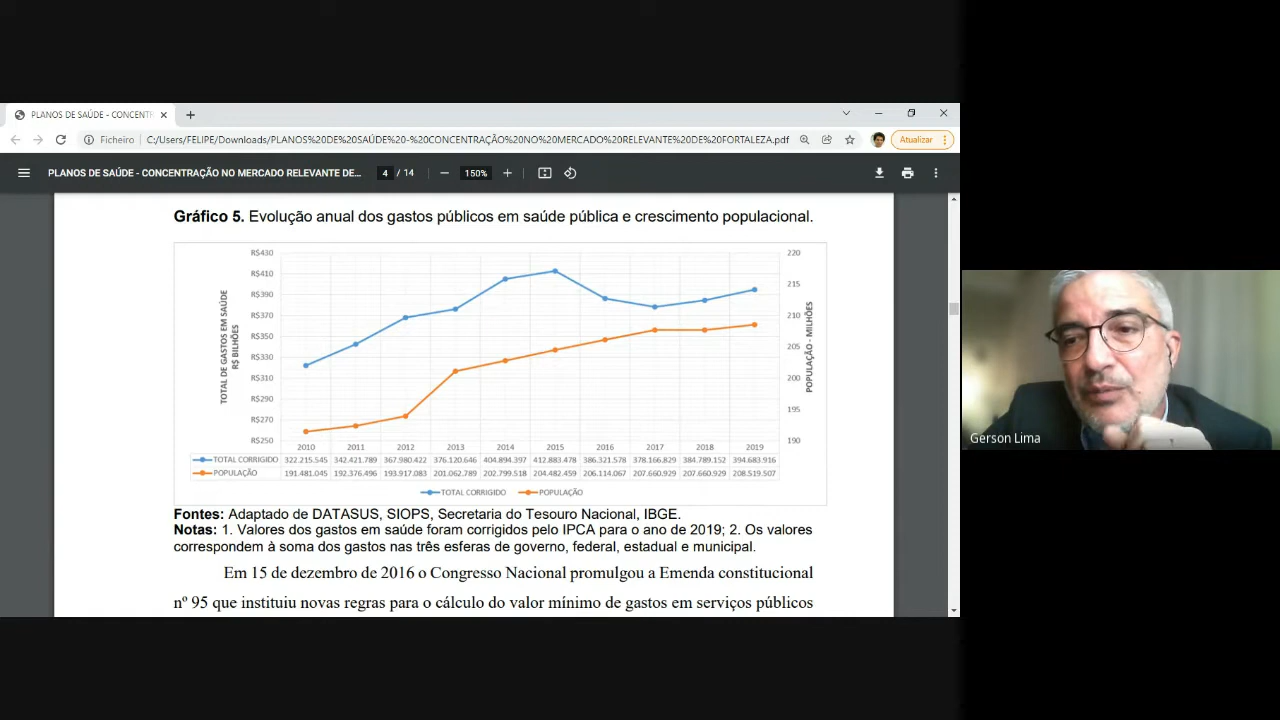 PLANOS DE SAÚDE - CONCENTR
Ficheiro
C:/Users/FELIPE/Downloads/PLANOS%20DE%20SAÚDE%20-%20CONCENTRAÇÃO%20NO%20MERCADO%20RELEVANTE%20DE%20FORTALEZA.pdf
Atualizar
PLANOS DE SAÚDE - CONCENTRAÇÃO NO MERCADO RELEVANTE DE...
4 / 14
150%
Gráfico 5. Evolução anual dos gastos públicos em saúde pública e crescimento populacional.
TOTAL DE GASTOS EM SAÚDE
R$ BILHÕES
R$430
R$410
R$390
R$370
R$350
R$330
R$310
R$290
R$270
R$250
220
215
210
205
200
195
190
POPULAÇÃO - MILHÕES
2010 2011 2012 2013 2014 2015 2016 2017 2018 2019
TOTAL CORRIGIDO 322.215.545 342.421.789 367.980.422 376.120.646 404.894.397 412.883.478 386.321.578 378.166.829 384.789.152 394.683.916
POPULAÇÃO 191.481.045 192.376.496 193.917.083 201.062.789 202.799.518 204.482.459 206.114.067 207.660.929 207.660.929 208.519.507
TOTAL CORRIGIDO POPULAÇÃO
Fontes: Adaptado de DATASUS, SIOPS, Secretaria do Tesouro Nacional, IBGE.
Notas: 1. Valores dos gastos em saúde foram corrigidos pelo IPCA para o ano de 2019; 2. Os valores
correspondem à soma dos gastos nas três esferas de governo, federal, estadual e municipal.
Em 15 de dezembro de 2016 o Congresso Nacional promulgou a Emenda constitucional
nº 95 que instituiu novas regras para o cálculo do valor mínimo de gastos em serviços públicos
Gerson Lima